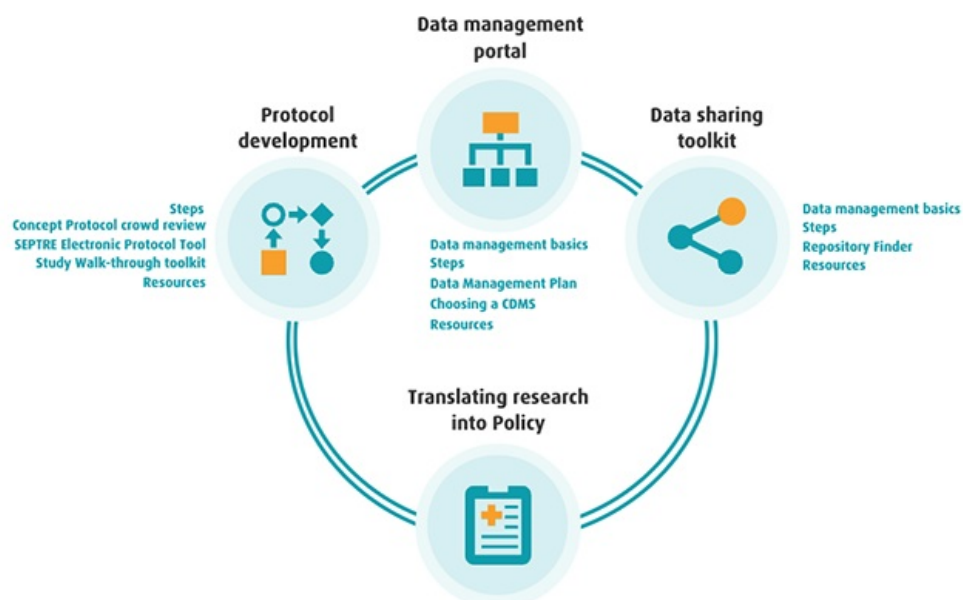 Data management
portal
Protocol
development
Data sharing
toolkit
Steps
Concept Protocol crowd review
SEPTRE Electronic Protocol Tool
Study Walk-through toolkit
Resources
Data management basics
Steps
Data Management Plan
Choosing a CDMS
Resources
Data management basics
Steps
Repository Finder
Resources
Translating research
into Policy